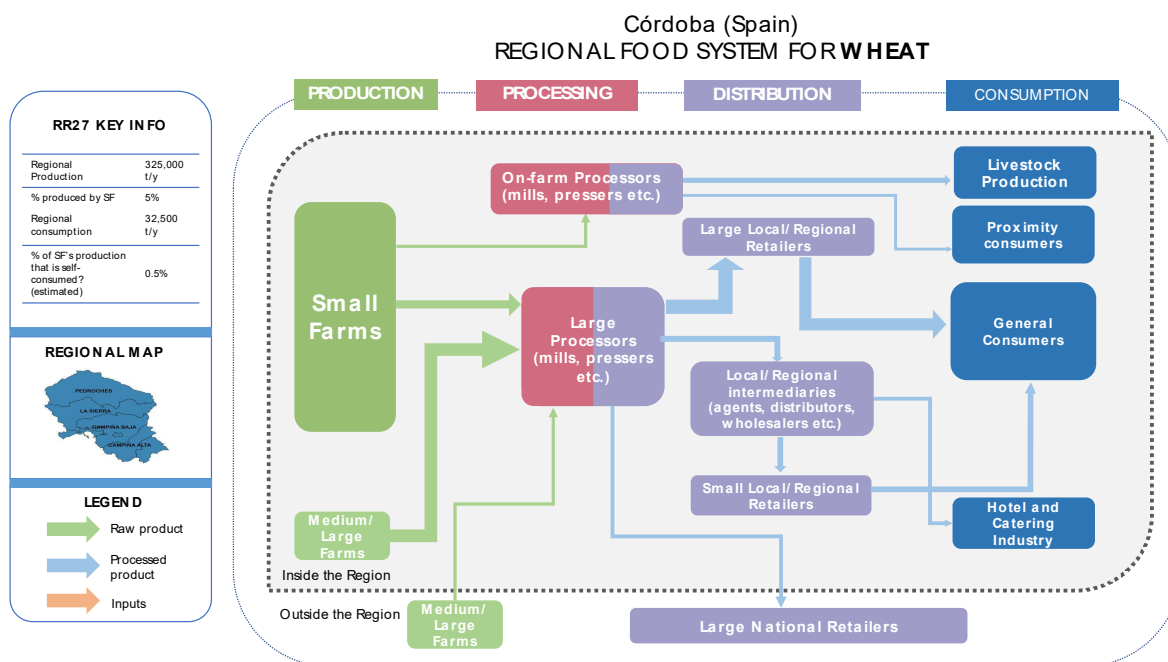 Córdoba (Spain)
REGIONAL FOOD SYSTEM FOR WHEAT
PRODUCTION
PROCESSING
DISTRIBUTION
CONSUMPTION
RR27 KEY INFO
Regional
Production
325,000
t/y
% produced by SF
5%
Regional
consumption
32,500
t/y
% of SF's production
that is self-
consumed?
(estimated)
0.5%
REGIONAL MAP
PEDROCHES
LA SIERRA
CAMPIÑA BAJA
CAMPIÑA ALTA
LEGEND
Raw product
Processed
product
Inputs
Small
Farms
Medium/
Large Farms
Inside the Region
Outside the Region
Medium/
Large Farms
On-farm Processors
(mills, pressers etc.)
Large
Processors
(mills, pressers
etc.)
Large Local/ Regional
Retailers
Local/ Regional
intermediaries
(agents, distributors,
wholesalers etc.)
Small Local/ Regional
Retailers
Large National Retailers
Livestock
Production
Proximity
consumers
General
Consumers
Hotel and
Catering
Industry